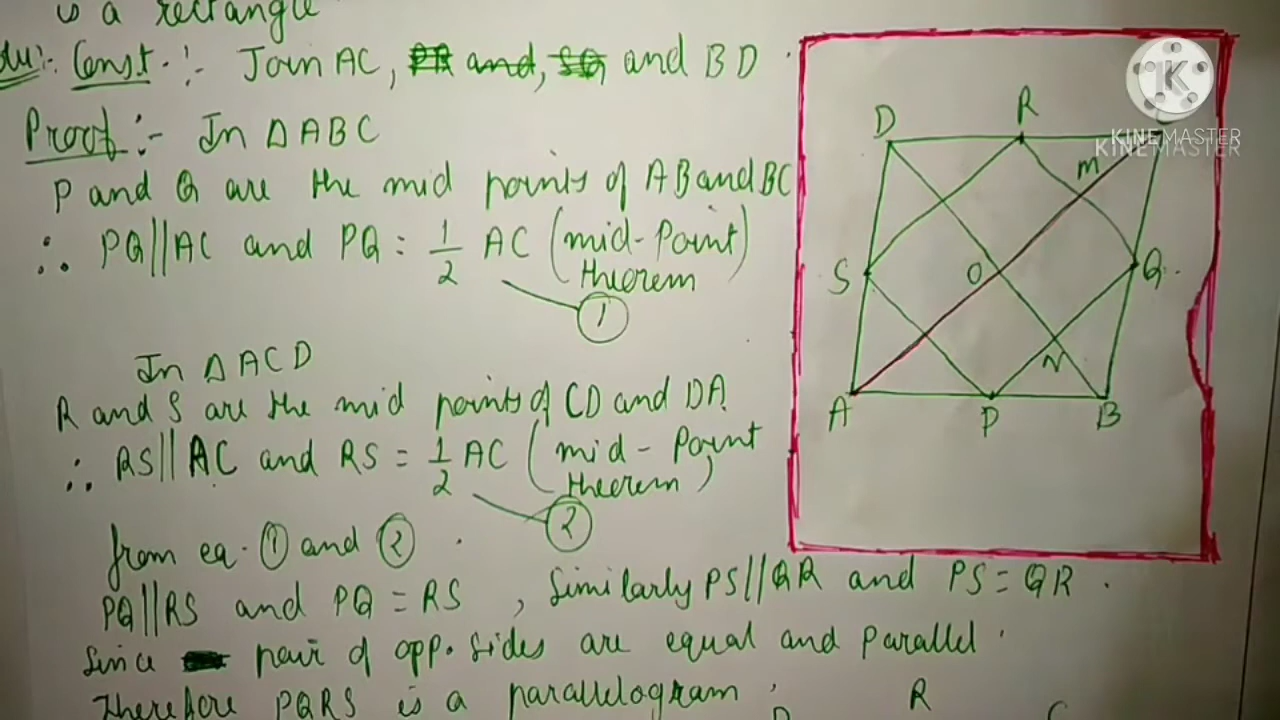 is a rectangle
Const. :- Join AC, and BD
Proof :- In △ABC
P and Q are the mid points of AB and BC
∴ PQ||AC and PQ = 1/2 AC (mid-Point theorem)
①
In △ACD
R and S are the mid points of CD and DA.
∴ RS||AC and RS = 1/2 AC (mid-Point theorem)
②
from eq. ① and ②
PQ||RS and PQ = RS , Similarly PS||QR and PS = QR .
Since pair of opp. sides are equal and parallel .
Therefore PQRS is a parallelogram .
D R
M
S O Q
N
A P B
R
D C
K
KINEMASTER
KINEMASTER